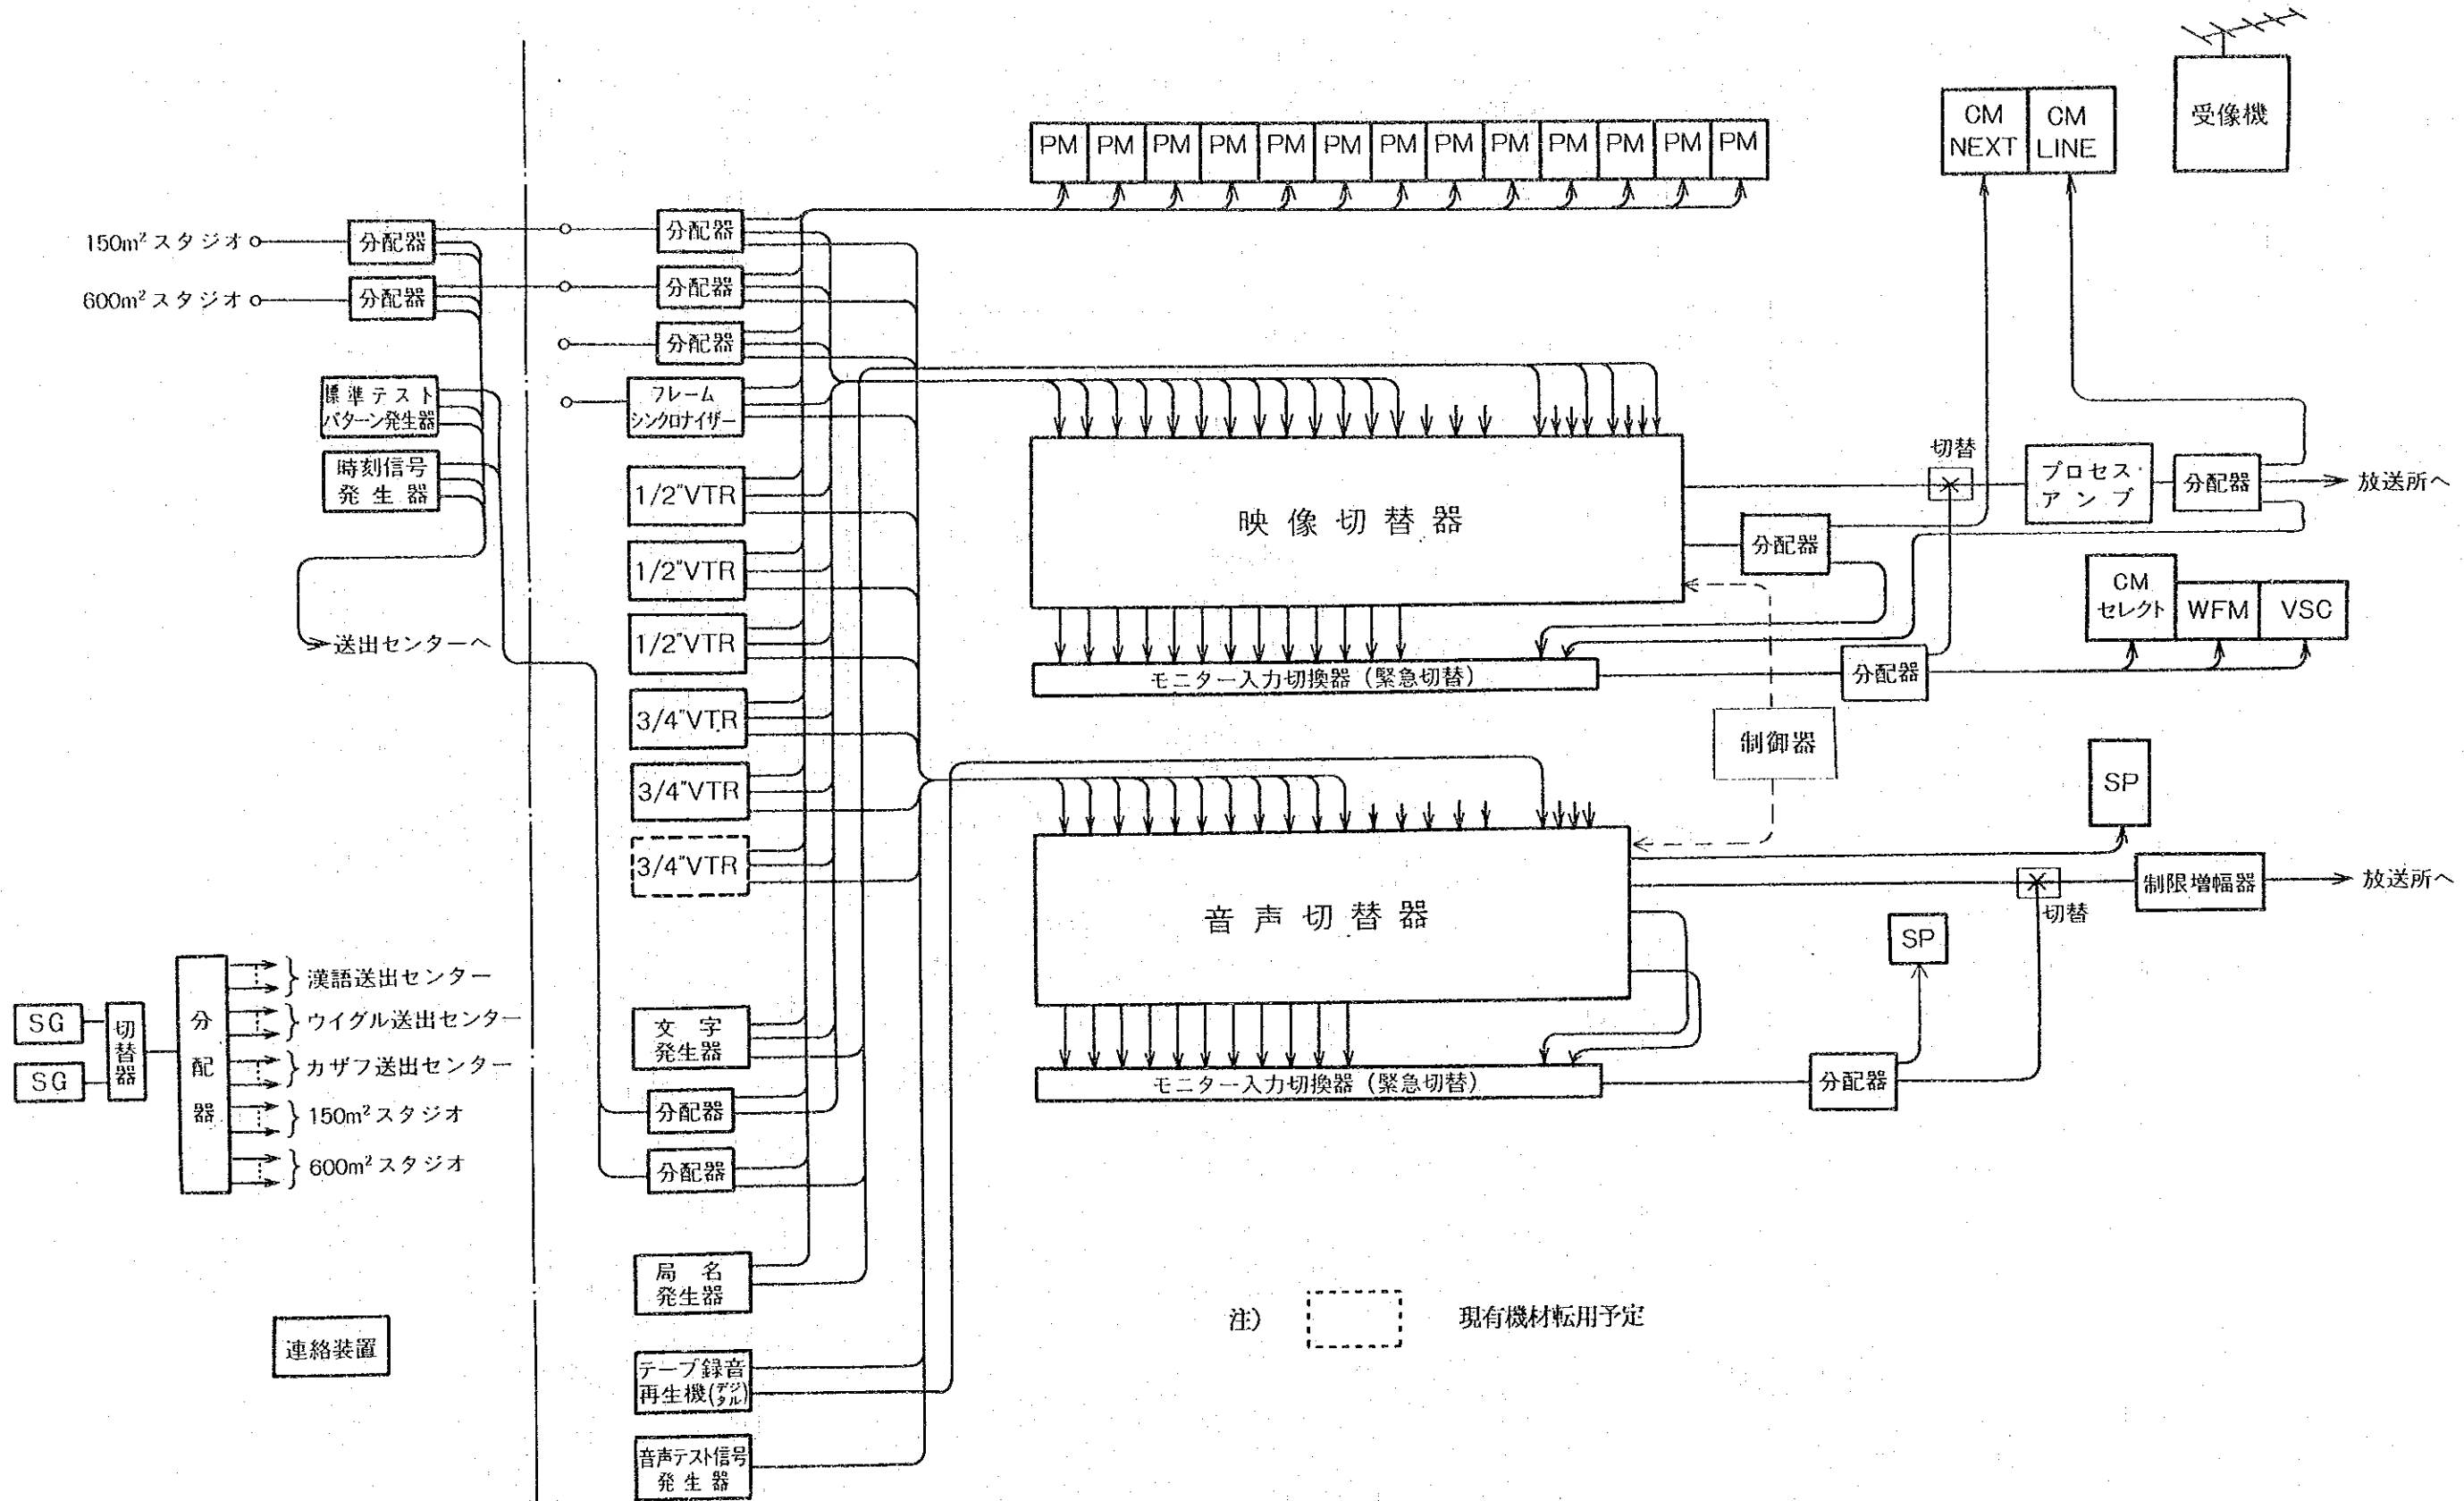 PM PM PM PM PM PM PM PM PM PM PM PM PM
CM
NEXT
CM
LINE
受像機
150m² スタジオ
分配器
分配器
600m² スタジオ
分配器
分配器
分配器
標準テスト
パターン発生器
フレーム
シンクロナイザー
時刻信号
発生器
1/2"VTR
1/2"VTR
1/2"VTR
3/4"VTR
3/4"VTR
3/4"VTR
送出センターへ
映像切替器
切替
プロセス
アンプ
分配器
放送所へ
分配器
CM
セレクト
WFM
VSC
モニター入力切換器(緊急切替)
分配器
制御器
SP
音声切替器
切替
制限増幅器
放送所へ
SP
モニター入力切換器(緊急切替)
分配器
SG
SG
切替器
分配器
漢語送出センター
ウイグル送出センター
カザフ送出センター
150m² スタジオ
600m² スタジオ
文字
発生器
分配器
分配器
局名
発生器
テープ録音
再生機(デジタル)
音声テスト信号
発生器
連絡装置
注) 現有機材転用予定